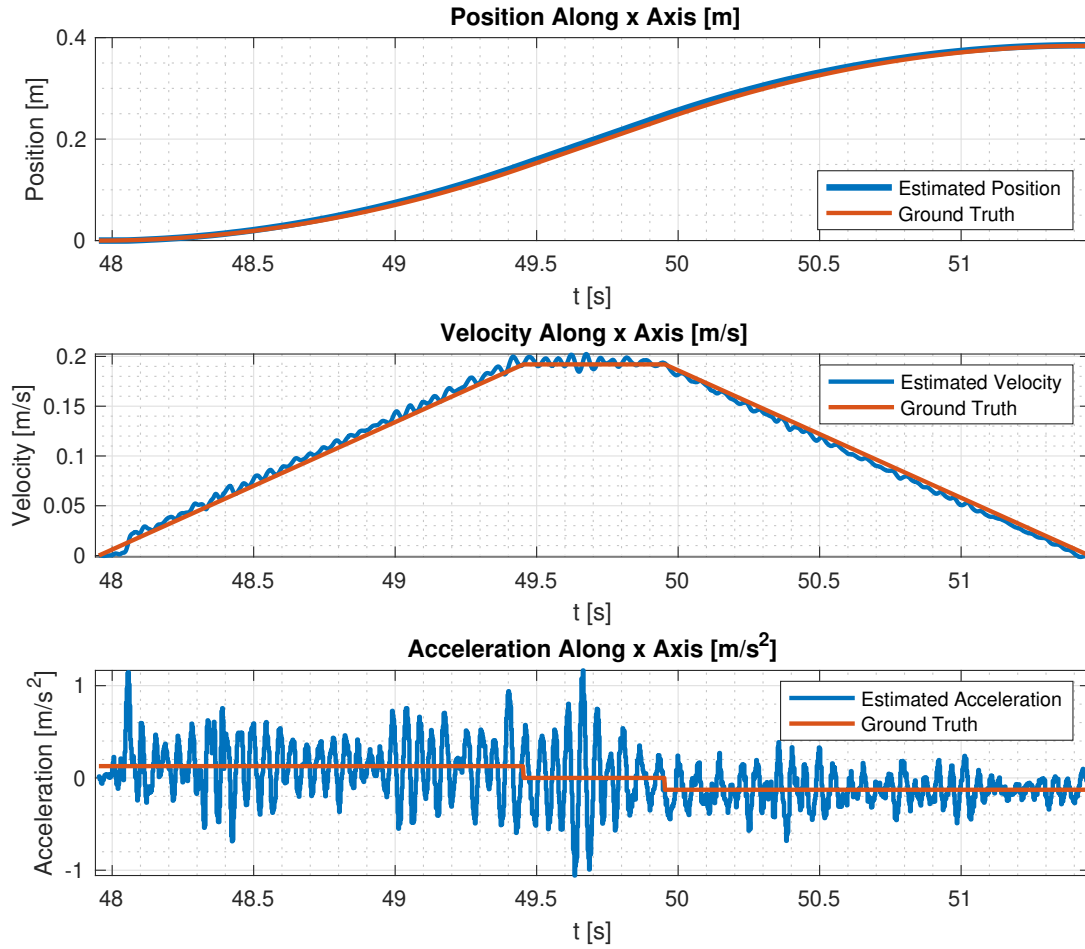 Position Along x Axis [m]
0.4
0.2
0
Position [m]
Estimated Position
Ground Truth
48 48.5 49 49.5 50 50.5 51
t [s]
Velocity Along x Axis [m/s]
0.2
0.15
0.1
0.05
0
Velocity [m/s]
Estimated Velocity
Ground Truth
48 48.5 49 49.5 50 50.5 51
t [s]
Acceleration Along x Axis [m/s²]
1
0
-1
Acceleration [m/s²]
Estimated Acceleration
Ground Truth
48 48.5 49 49.5 50 50.5 51
t [s]